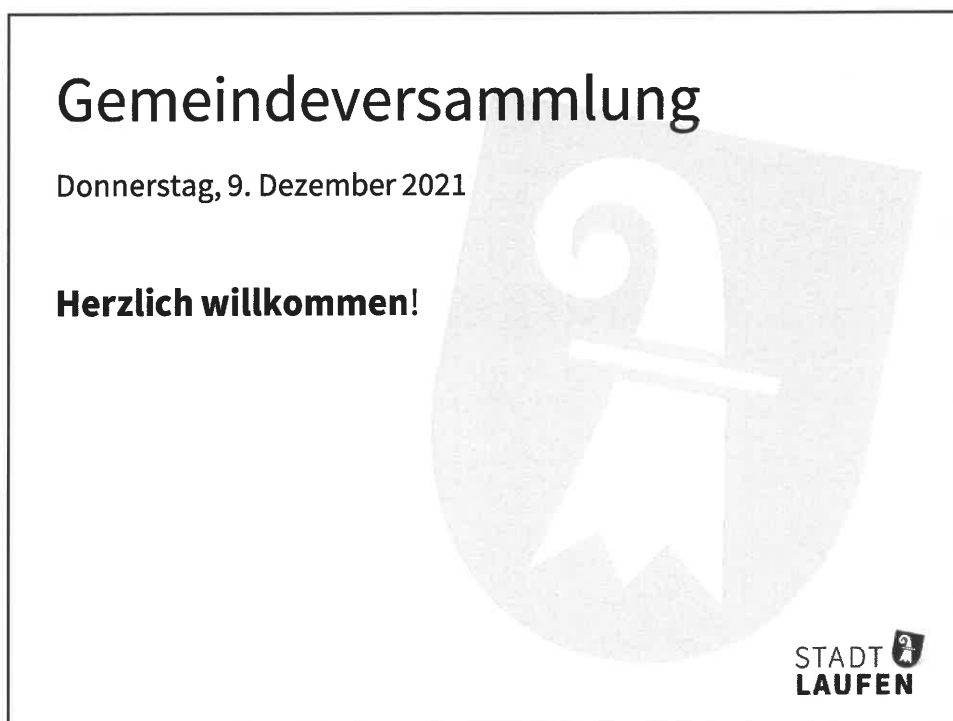 Gemeindeversammlung
Donnerstag, 9. Dezember 2021
Herzlich willkommen!
STADT
LAUFEN